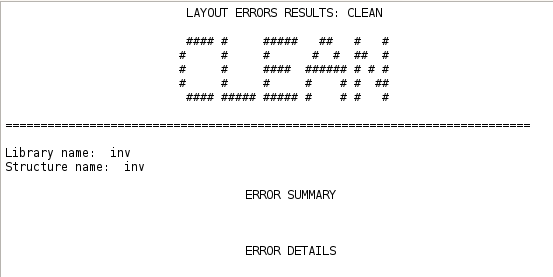 LAYOUT ERRORS RESULTS: CLEAN
 #### #     #####   ##   #   #
#     #     #      #  #  ##  #
#     #     ####  ###### # # #
#     #     #     #    # #  ##
 #### ##### ##### #    # #   #
===========================================================================
Library name:  inv
Structure name:  inv
ERROR SUMMARY
ERROR DETAILS